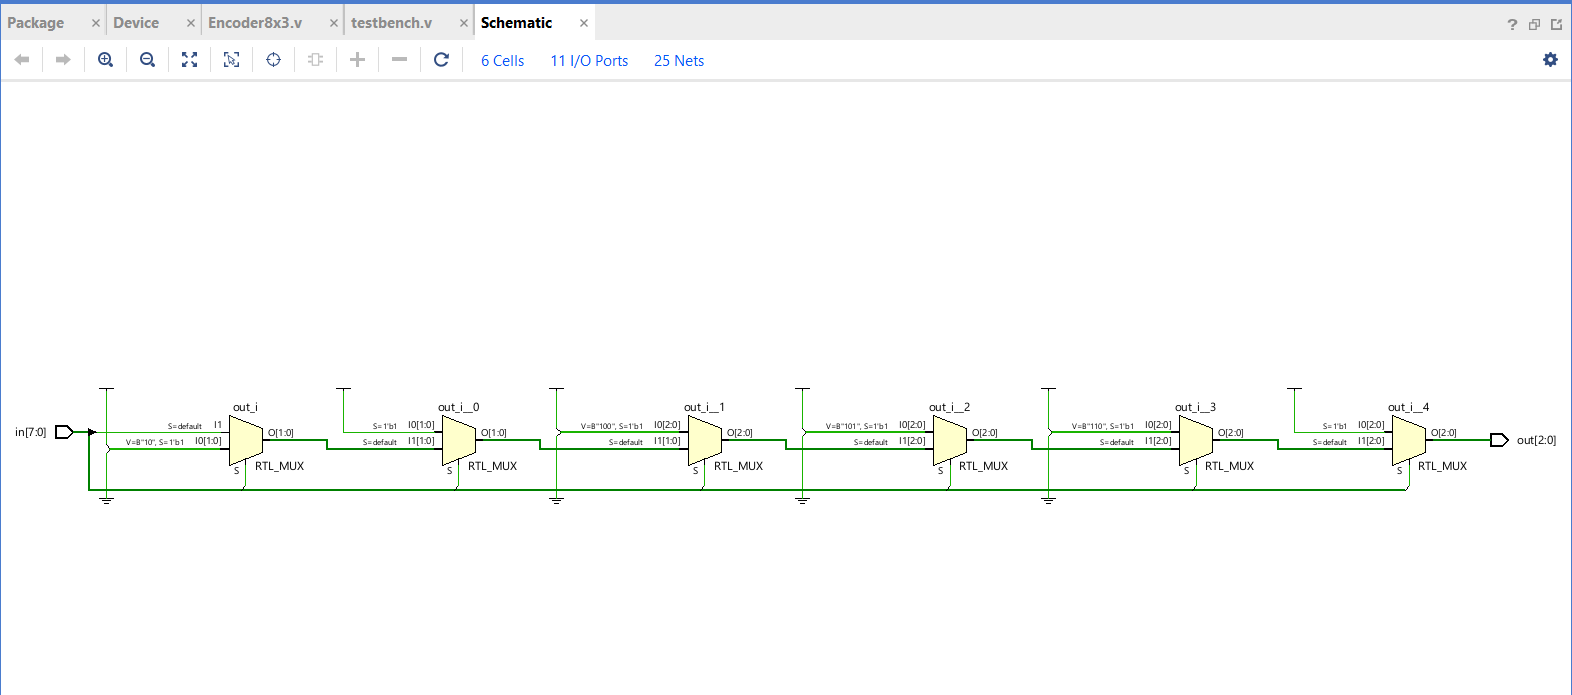 Package × Device × Encoder8x3.v × testbench.v × Schematic ×
?
6 Cells 11 I/O Ports 25 Nets
out_i out_i__0 out_i__1 out_i__2 out_i__3 out_i__4
S=default I1 S=1'b1 I0[1:0] V=B"100", S=1'b1 I0[2:0] V=B"101", S=1'b1 I0[2:0] V=B"110", S=1'b1 I0[2:0] S=1'b1 I0[2:0]
in[7:0] O[1:0] O[1:0] O[2:0] O[2:0] O[2:0] O[2:0] out[2:0]
V=B"10", S=1'b1 I0[1:0] S=default I1[1:0] S=default I1[2:0] S=default I1[2:0] S=default I1[2:0] S=default I1[2:0]
S RTL_MUX S RTL_MUX S RTL_MUX S RTL_MUX S RTL_MUX S RTL_MUX